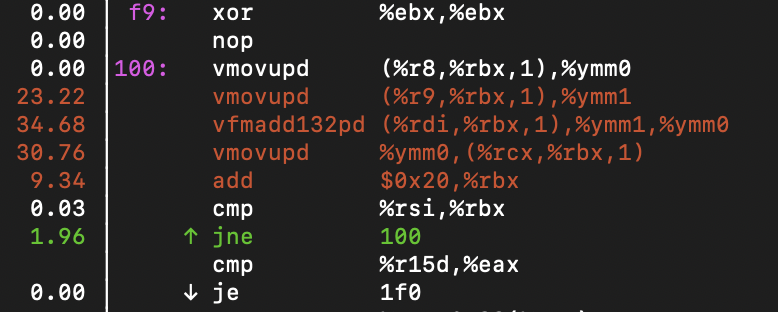 0.00 f9: xor %ebx,%ebx
0.00 nop
0.00 100: vmovupd (%r8,%rbx,1),%ymm0
23.22 vmovupd (%r9,%rbx,1),%ymm1
34.68 vfmadd132pd (%rdi,%rbx,1),%ymm1,%ymm0
30.76 vmovupd %ymm0,(%rcx,%rbx,1)
9.34 add $0x20,%rbx
0.03 cmp %rsi,%rbx
1.96 ↑ jne 100
cmp %r15d,%eax
0.00 ↓ je 1f0